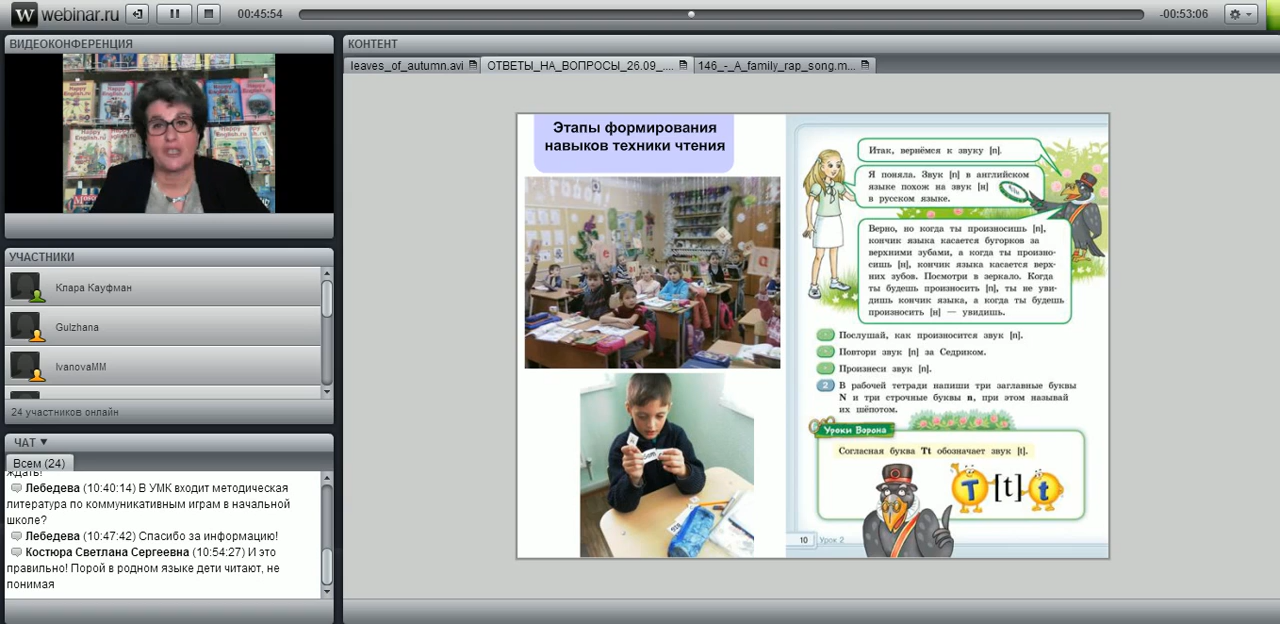 W webinar.ru
00:45:54
-00:53:06
ВИДЕОКОНФЕРЕНЦИЯ
Happy English.ru
УЧАСТНИКИ
Клара Кауфман
Gulzhana
IvanovaMM
24 участников онлайн
ЧАТ ▼
Всем (24)
ждать!
Лебедева (10:40:14) В УМК входит методическая
литература по коммуникативным играм в начальной
школе?
Лебедева (10:47:42) Спасибо за информацию!
Костюра Светлана Сергеевна (10:54:27) И это
правильно! Порой в родном языке дети читают, не
понимая
КОНТЕНТ
leaves_of_autumn.avi
ОТВЕТЫ_НА_ВОПРОСЫ_26.09_....
146_-_A_family_rap_song.m...
Этапы формирования
навыков техники чтения
Итак, вернёмся к звуку [n].
Я поняла. Звук [n] в английском
языке похож на звук [н]
в русском языке.
Верно, но когда ты произносишь [n],
кончик языка касается бугорков за
верхними зубами, а когда ты произно-
сишь [н], кончик языка касается верх-
них зубов. Посмотри в зеркало. Когда
ты будешь произносить [n], ты не уви-
дишь кончик языка, а когда ты будешь
произносить [н] — увидишь.
Послушай, как произносится звук [n].
Повтори звук [n] за Седриком.
Произнеси звук [n].
2 В рабочей тетради напиши три заглавные буквы
N и три строчные буквы n, при этом называй
их шёпотом.
Уроки Ворона
Согласная буква Tt обозначает звук [t].
T [t] t
10 Урок 2